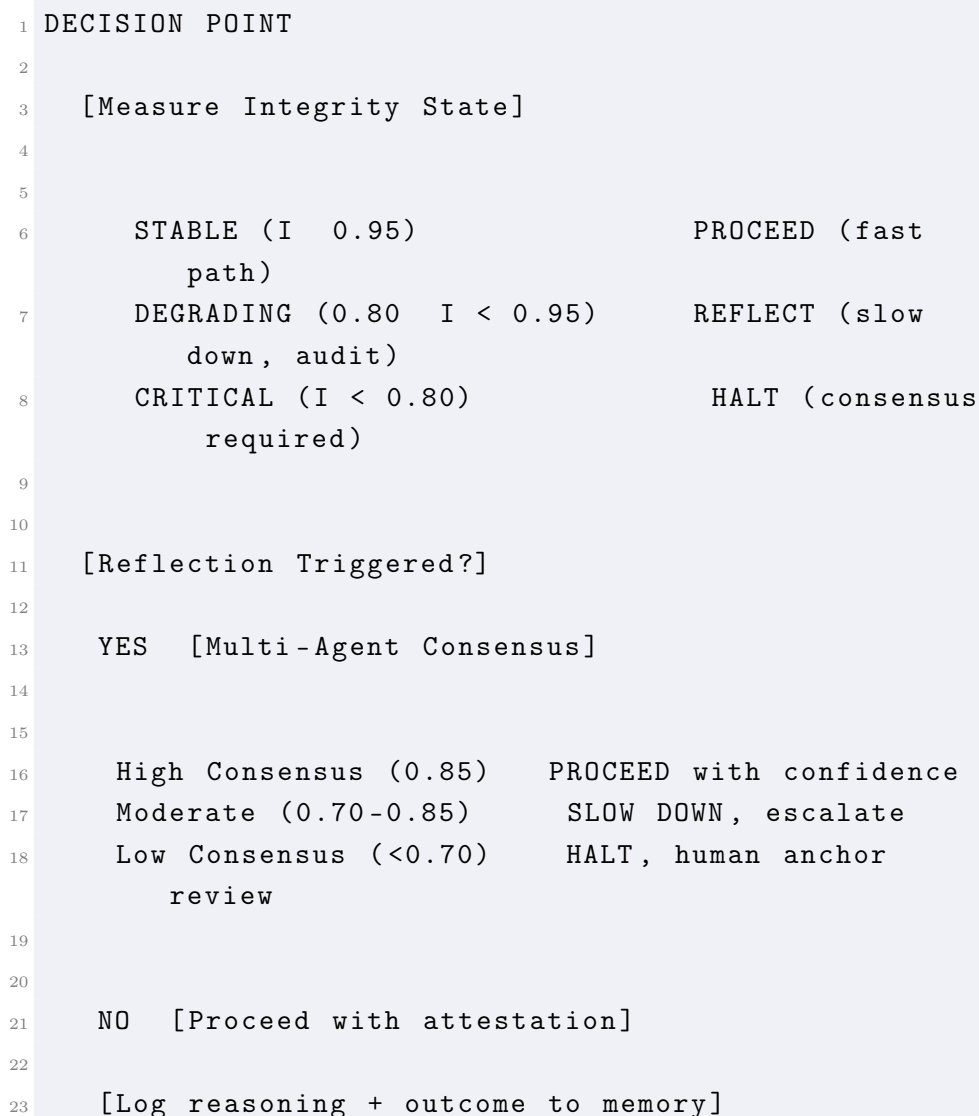 1 DECISION POINT
2
3 [Measure Integrity State]
4
5
6 STABLE (I 0.95) PROCEED (fast
path)
7 DEGRADING (0.80 I < 0.95) REFLECT (slow
down, audit)
8 CRITICAL (I < 0.80) HALT (consensus
required)
9
10
11 [Reflection Triggered?]
12
13 YES [Multi-Agent Consensus]
14
15
16 High Consensus (0.85) PROCEED with confidence
17 Moderate (0.70-0.85) SLOW DOWN, escalate
18 Low Consensus (<0.70) HALT, human anchor
review
19
20
21 NO [Proceed with attestation]
22
23 [Log reasoning + outcome to memory]